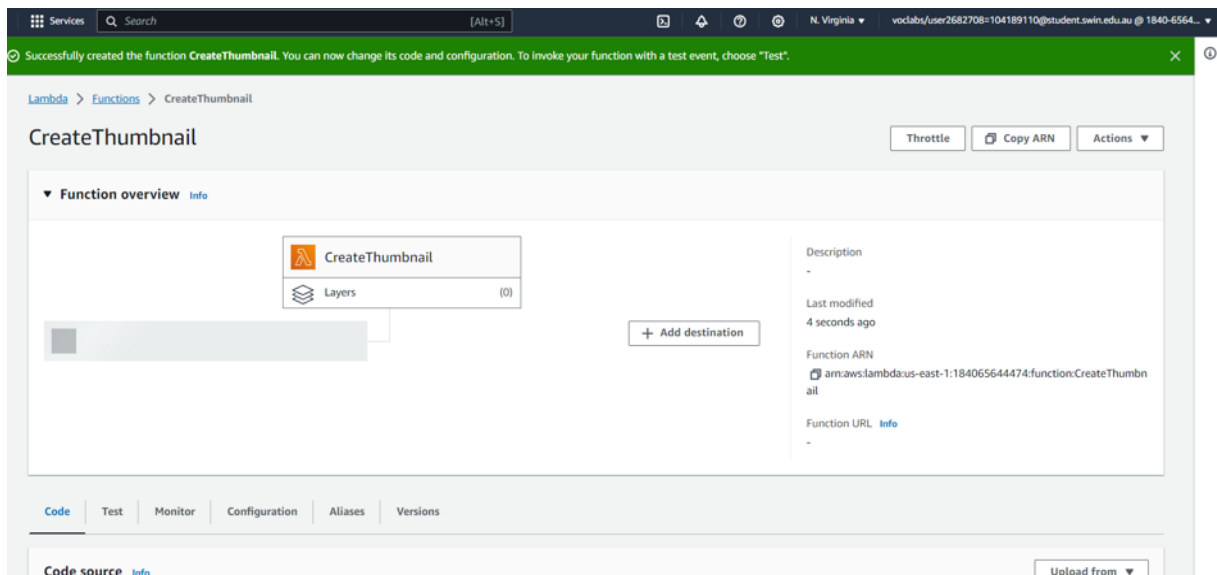 Services Search [Alt+S] N. Virginia ▼ voclabs/user2682708=104189110@student.swin.edu.au @ 1840-6564... ▼
Successfully created the function CreateThumbnail. You can now change its code and configuration. To invoke your function with a test event, choose "Test".
Lambda > Functions > CreateThumbnail
CreateThumbnail
Throttle Copy ARN Actions ▼
▼ Function overview Info
CreateThumbnail
Layers (0)
+ Add destination
Description
-
Last modified
4 seconds ago
Function ARN
arn:aws:lambda:us-east-1:184065644474:function:CreateThumbn
ail
Function URL Info
-
Code Test Monitor Configuration Aliases Versions
Code source Info Upload from ▼